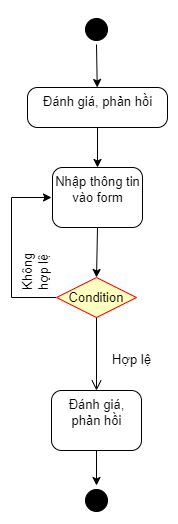 Đánh giá, phản hồi
Nhập thông tin
vào form
Không
hợp lệ
Condition
Hợp lệ
Đánh giá,
phản hồi